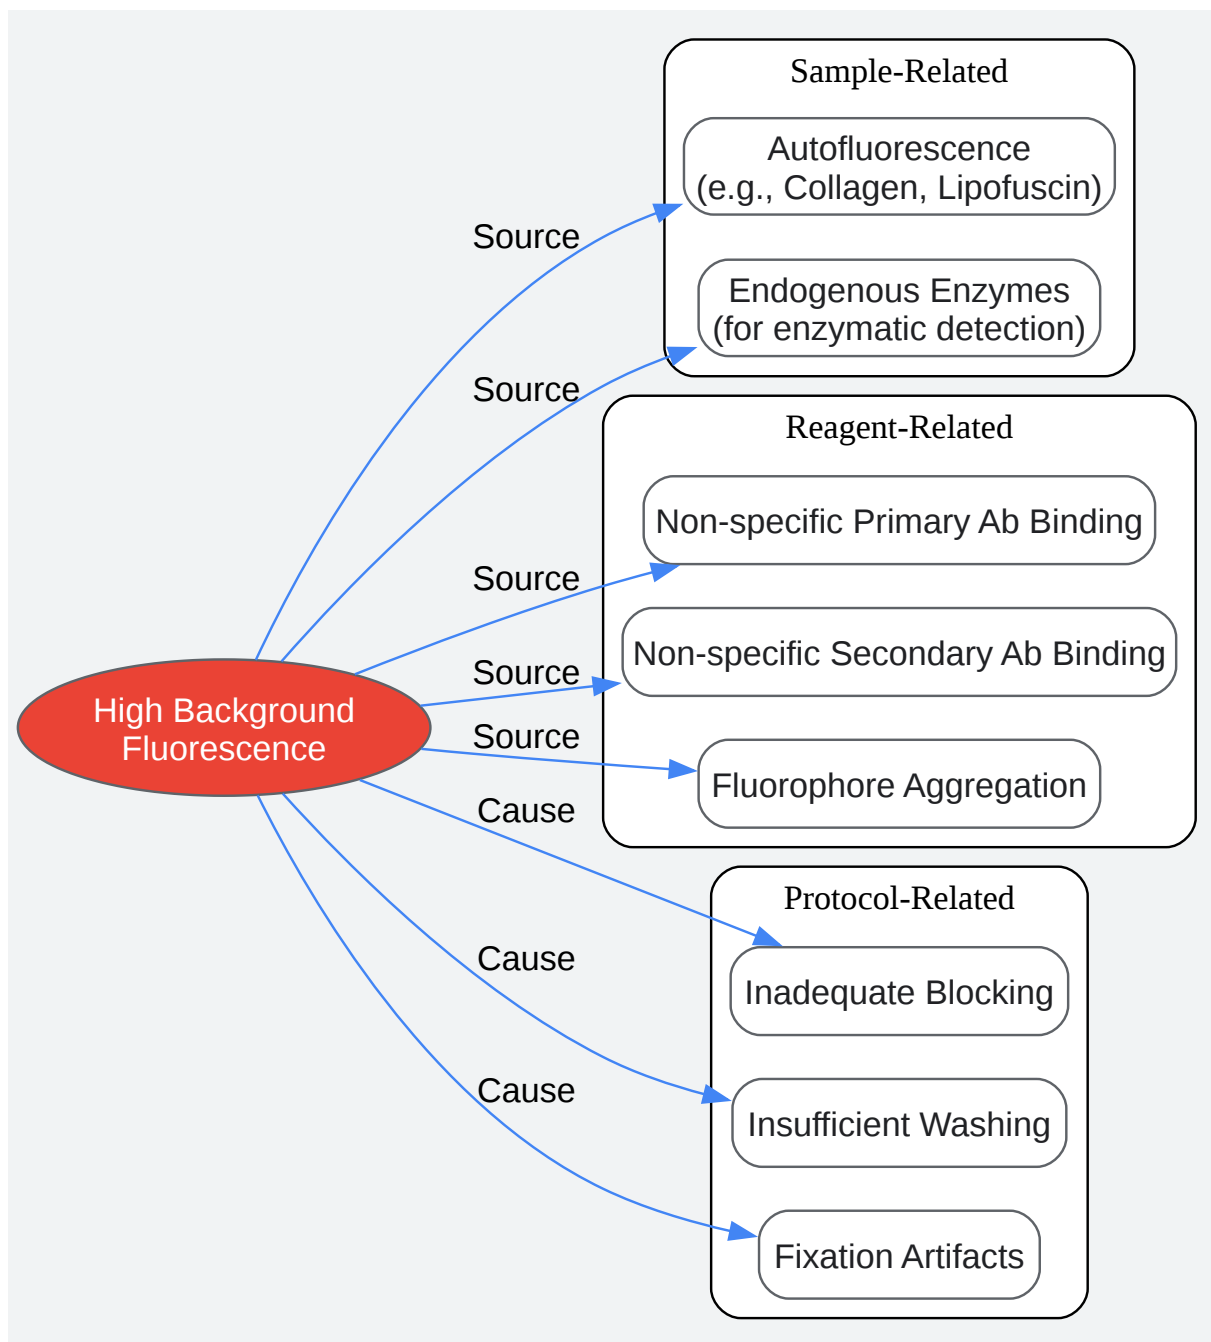 Sample-Related
Autofluorescence
(e.g., Collagen, Lipofuscin)
Source
Endogenous Enzymes
(for enzymatic detection)
Source
Reagent-Related
Non-specific Primary Ab Binding
Source
Non-specific Secondary Ab Binding
Source
High Background
Fluorescence
Source
Fluorophore Aggregation
Cause
Protocol-Related
Inadequate Blocking
Cause
Insufficient Washing
Cause
Fixation Artifacts